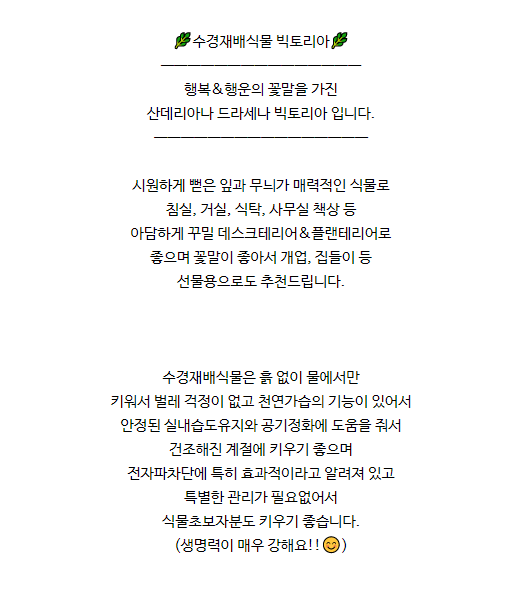 🌿수경재배식물 빅토리아🌿
행복&행운의 꽃말을 가진
산데리아나 드라세나 빅토리아 입니다.
시원하게 뻗은 잎과 무늬가 매력적인 식물로
침실, 거실, 식탁, 사무실 책상 등
아담하게 꾸밀 데스크테리어&플랜테리어로
좋으며 꽃말이 좋아서 개업, 집들이 등
선물용으로도 추천드립니다.
수경재배식물은 흙 없이 물에서만
키워서 벌레 걱정이 없고 천연가습의 기능이 있어서
안정된 실내습도유지와 공기정화에 도움을 줘서
건조해진 계절에 키우기 좋으며
전자파차단에 특히 효과적이라고 알려져 있고
특별한 관리가 필요없어서
식물초보자분도 키우기 좋습니다.
(생명력이 매우 강해요!!😊)